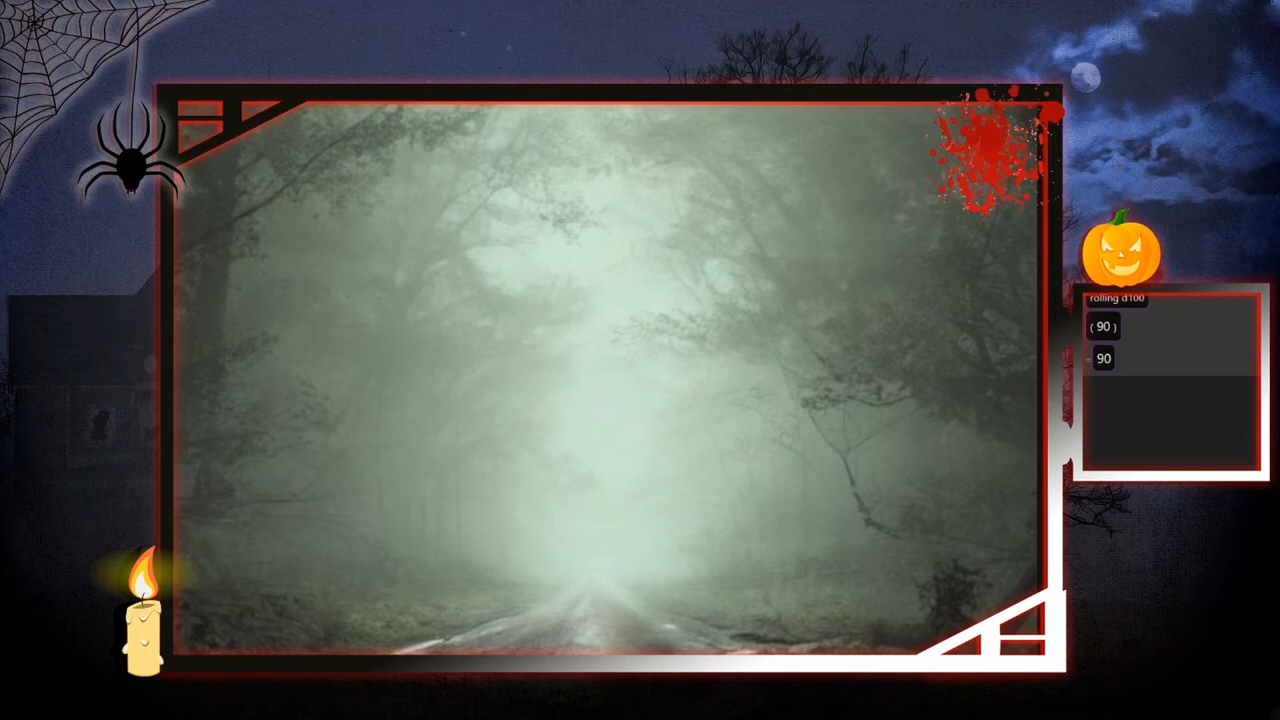 rolling d100
( 90 )
= 90